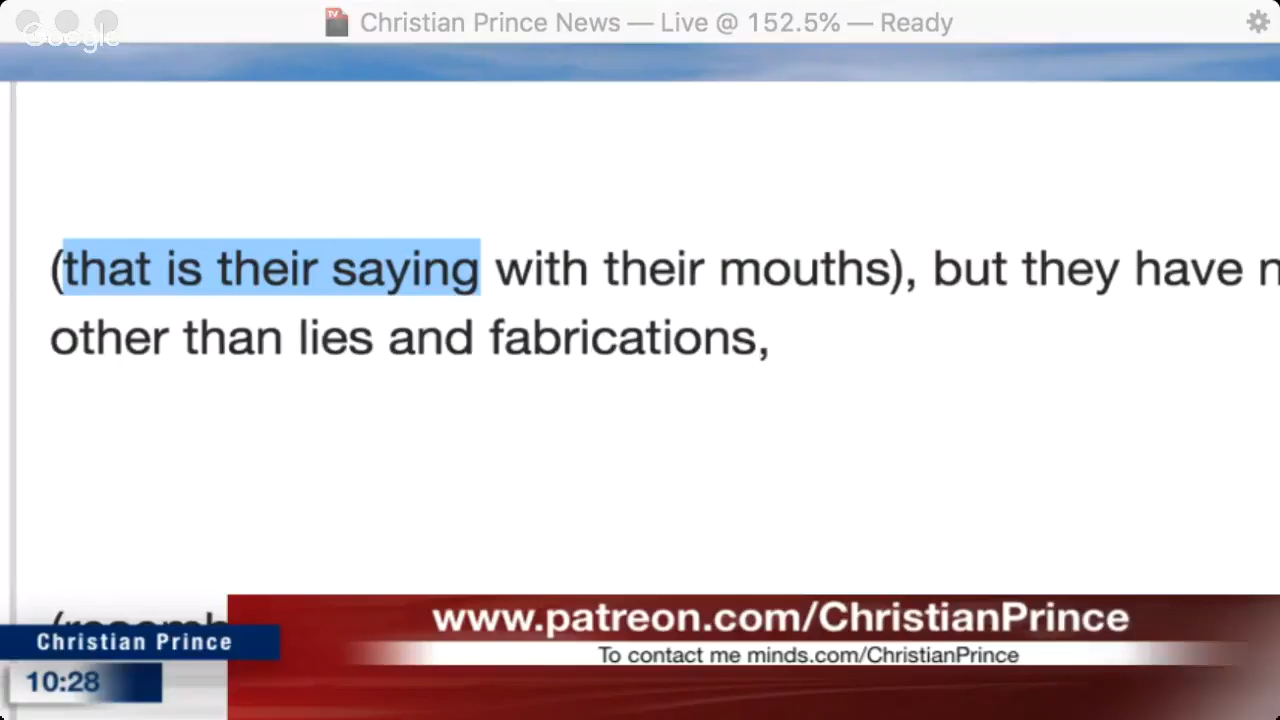 Google
Christian Prince News — Live @ 152.5% — Ready
(that is their saying with their mouths), but they have n
other than lies and fabrications,
www.patreon.com/ChristianPrince
Christian Prince
To contact me minds.com/ChristianPrince
10:28